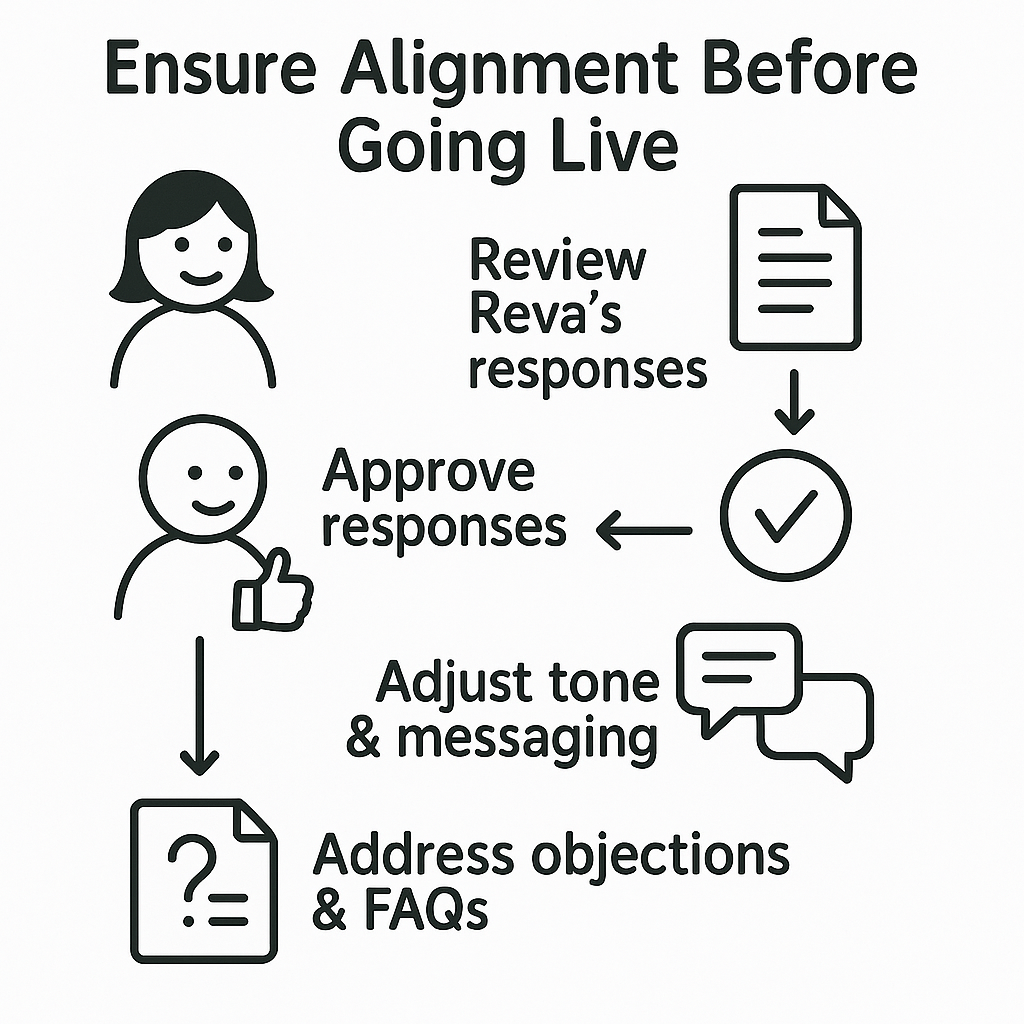 Ensure Alignment Before
Going Live
Review
Reva’s
responses
Approve
responses
Adjust tone
& messaging
Address objections
& FAQs